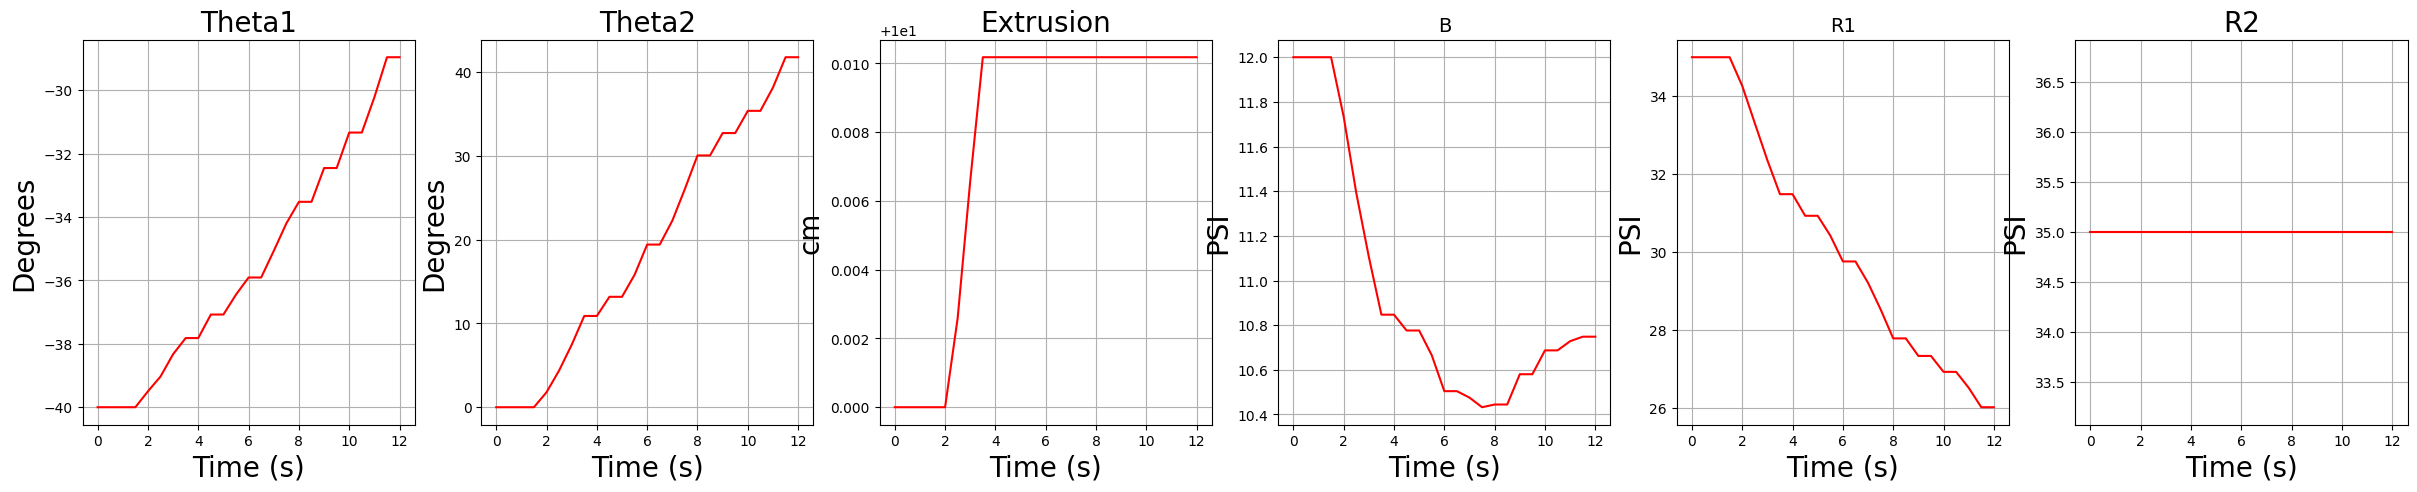 Theta1
Degrees
−30
−32
−34
−36
−38
−40
0 2 4 6 8 10 12
Time (s)
Theta2
Degrees
40
30
20
10
0
0 2 4 6 8 10 12
Time (s)
Extrusion
+1e1
cm
0.010
0.008
0.006
0.004
0.002
0.000
0 2 4 6 8 10 12
Time (s)
B
PSI
12.0
11.8
11.6
11.4
11.2
11.0
10.8
10.6
10.4
0 2 4 6 8 10 12
Time (s)
R1
PSI
34
32
30
28
26
0 2 4 6 8 10 12
Time (s)
R2
PSI
36.5
36.0
35.5
35.0
34.5
34.0
33.5
0 2 4 6 8 10 12
Time (s)